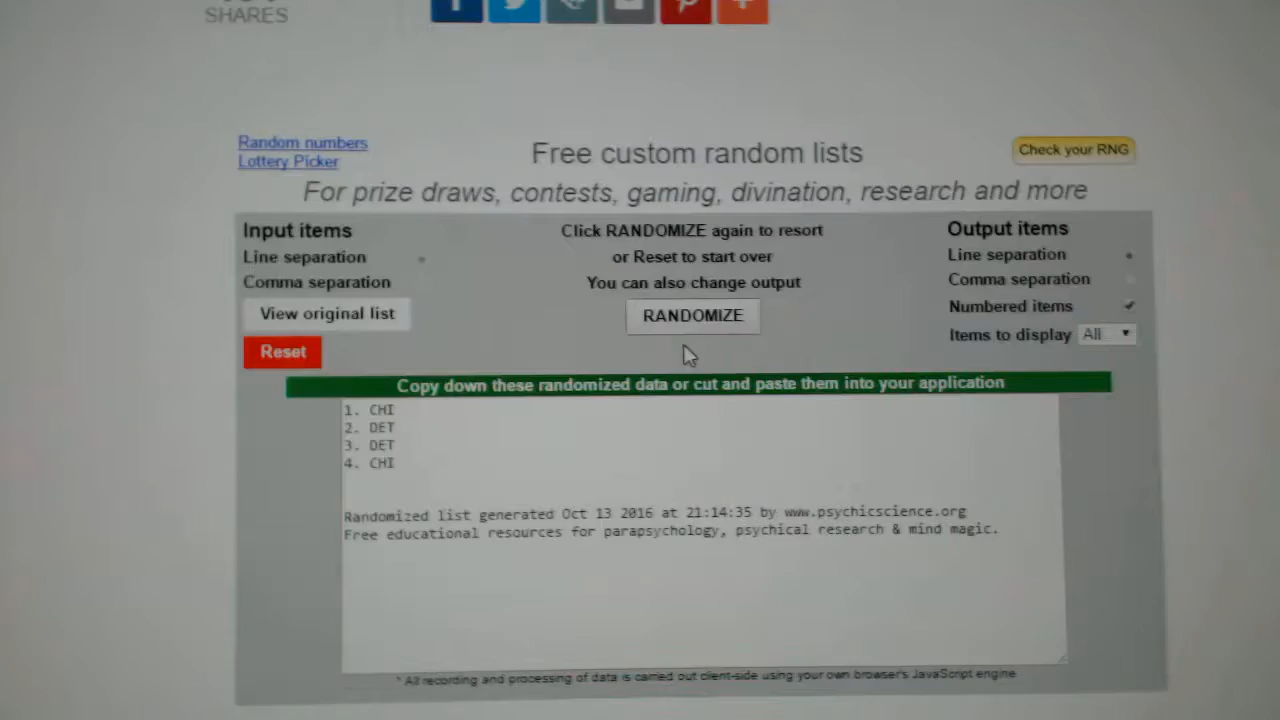 SHARES
Random numbers
Lottery Picker
Free custom random lists
Check your RNG
For prize draws, contests, gaming, divination, research and more
Input items
Line separation
Comma separation
View original list
Reset
Click RANDOMIZE again to resort
or Reset to start over
You can also change output
RANDOMIZE
Output items
Line separation
Comma separation
Numbered items
Items to display All
Copy down these randomized data or cut and paste them into your application
1. CHI
2. DET
3. DET
4. CHI
Randomized list generated Oct 13 2016 at 21:14:35 by www.psychicscience.org
Free educational resources for parapsychology, psychical research & mind magic.
* All recording and processing of data is carried out client-side using your own browser's JavaScript engine